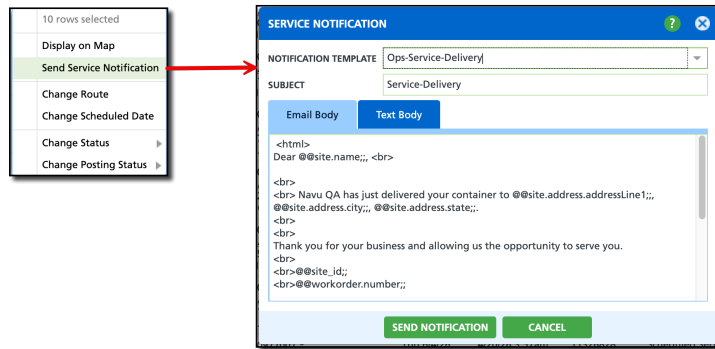 10 rows selected
Display on Map
Send Service Notification
Change Route
Change Scheduled Date
Change Status
Change Posting Status
SERVICE NOTIFICATION
?
NOTIFICATION TEMPLATE Ops-Service-Delivery
SUBJECT Service-Delivery
Email Body Text Body
<html>
Dear @@site.name;;, <br>
<br>
<br> Navu QA has just delivered your container to @@site.address.addressLine1;;,
@@site.address.city;;, @@site.address.state;;.
<br>
<br>
Thank you for your business and allowing us the opportunity to serve you.
<br>
<br>@@site_id;;
<br>@@workorder.number;;
SEND NOTIFICATION CANCEL